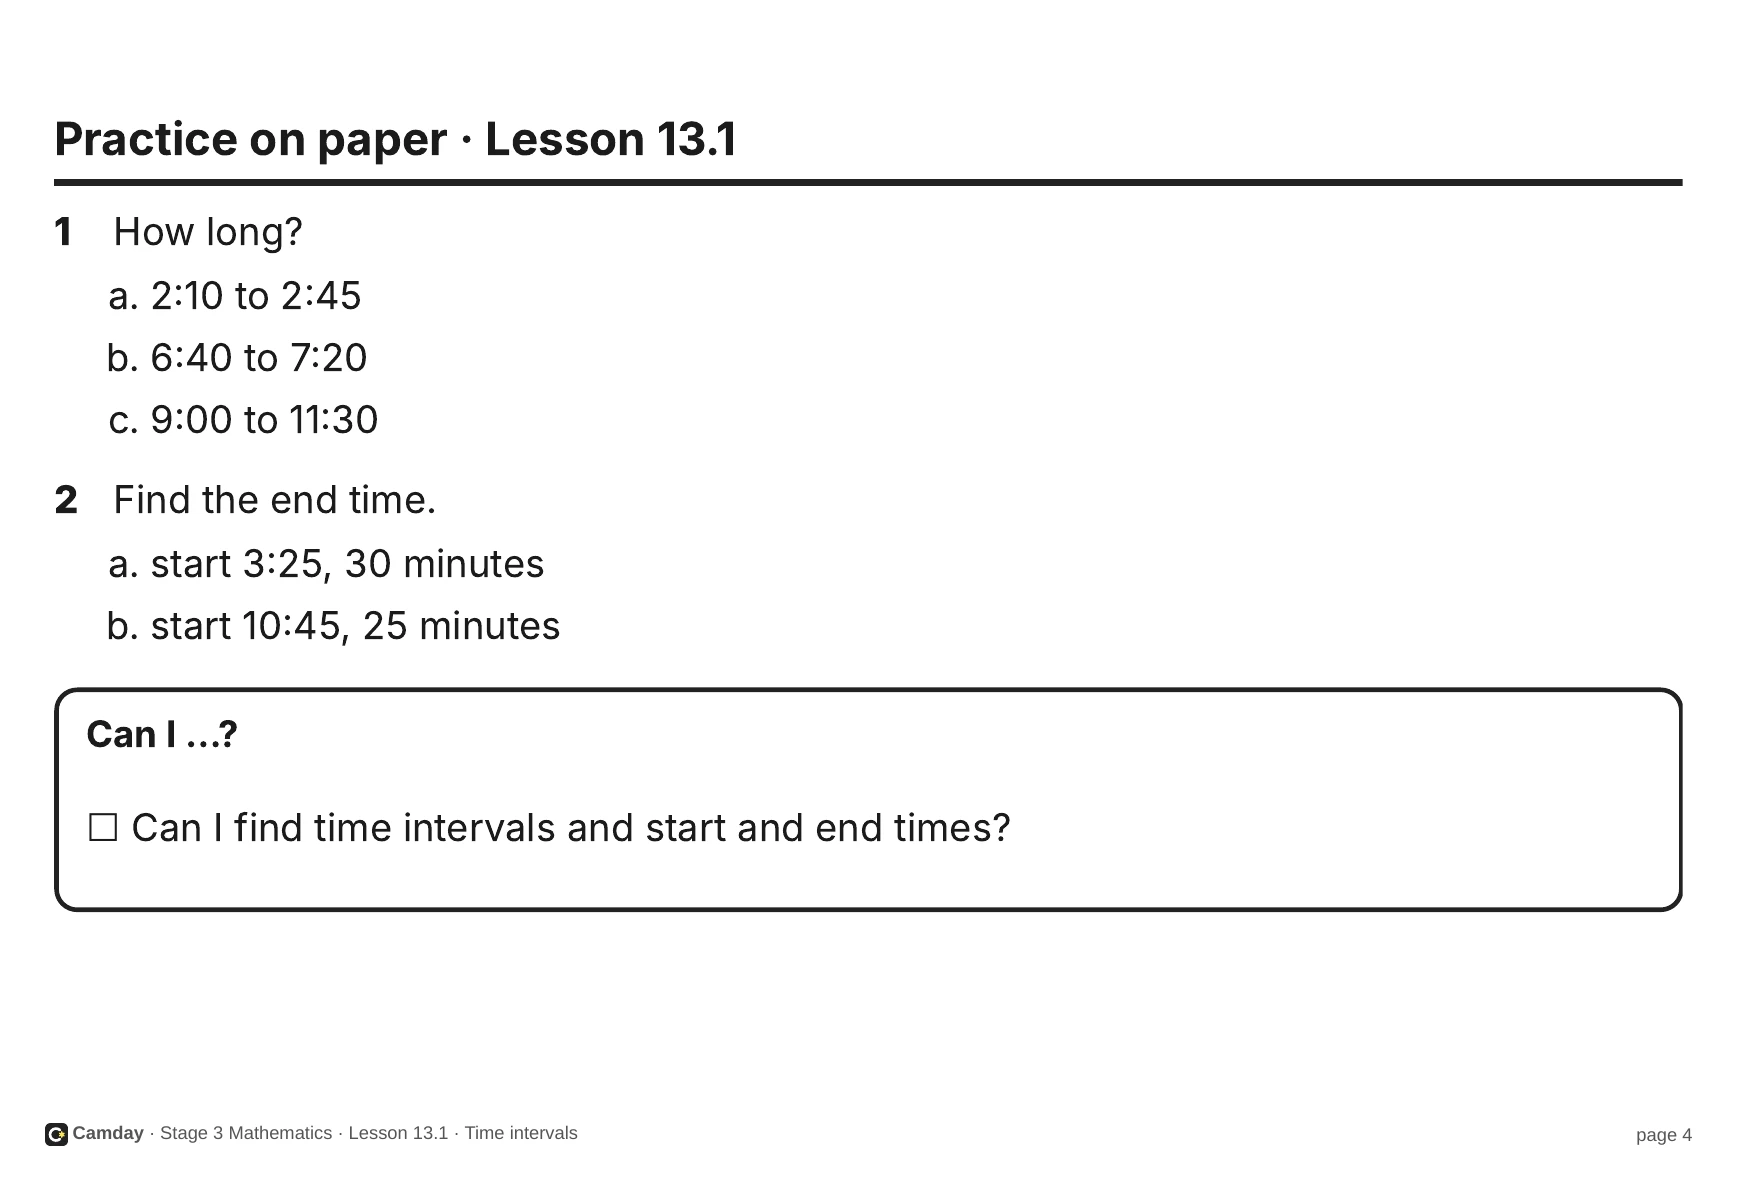 Practice on paper · Lesson 13.1
1 How long?
a. 2:10 to 2:45
b. 6:40 to 7:20
c. 9:00 to 11:30
2 Find the end time.
a. start 3:25, 30 minutes
b. start 10:45, 25 minutes
Can I …?
☐ Can I find time intervals and start and end times?
Camday · Stage 3 Mathematics · Lesson 13.1 · Time intervals
page 4